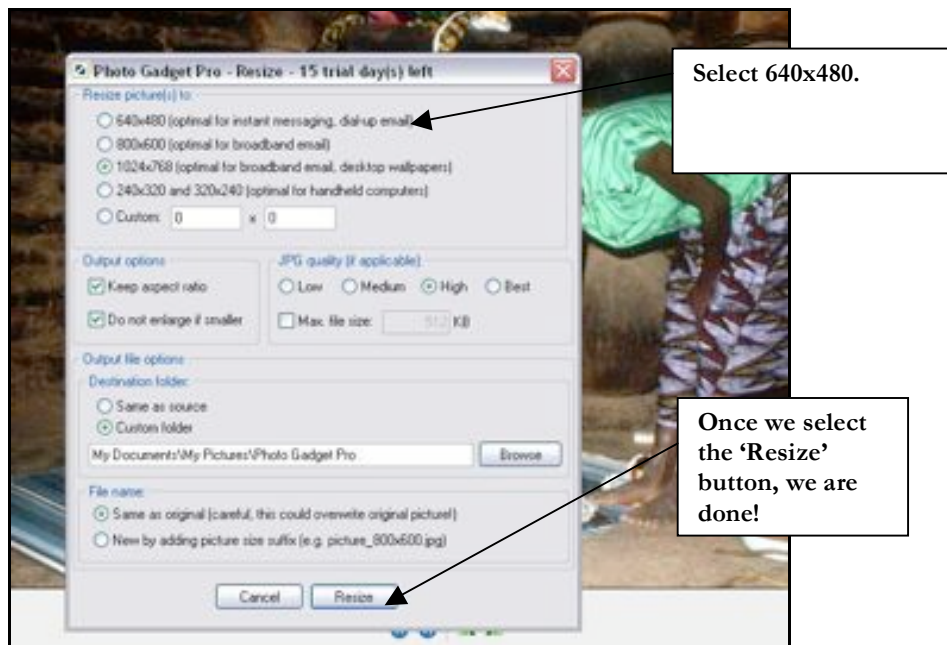 Photo Gadget Pro - Resize - 15 trial day(s) left
Select 640x480.
Resize picture(s) to:
640x480 (optimal for instant messaging, dial-up email)
800x600 (optimal for broadband email)
1024x768 (optimal for broadband email, desktop wallpapers)
240x320 and 320x240 (optimal for handheld computers)
Custom: 0 x 0
Output options
Keep aspect ratio
Do not enlarge if smaller
JPG quality (if applicable)
Low Medium High Best
Max. file size: 512 KB
Output file options
Destination folder:
Same as source
Custom folder
My Documents\My Pictures\Photo Gadget Pro Browse
Once we select
the ‘Resize’
button, we are
done!
File name:
Same as original (careful, this could overwrite original picture!)
New by adding picture size suffix (e.g. picture_800x600.jpg)
Cancel Resize